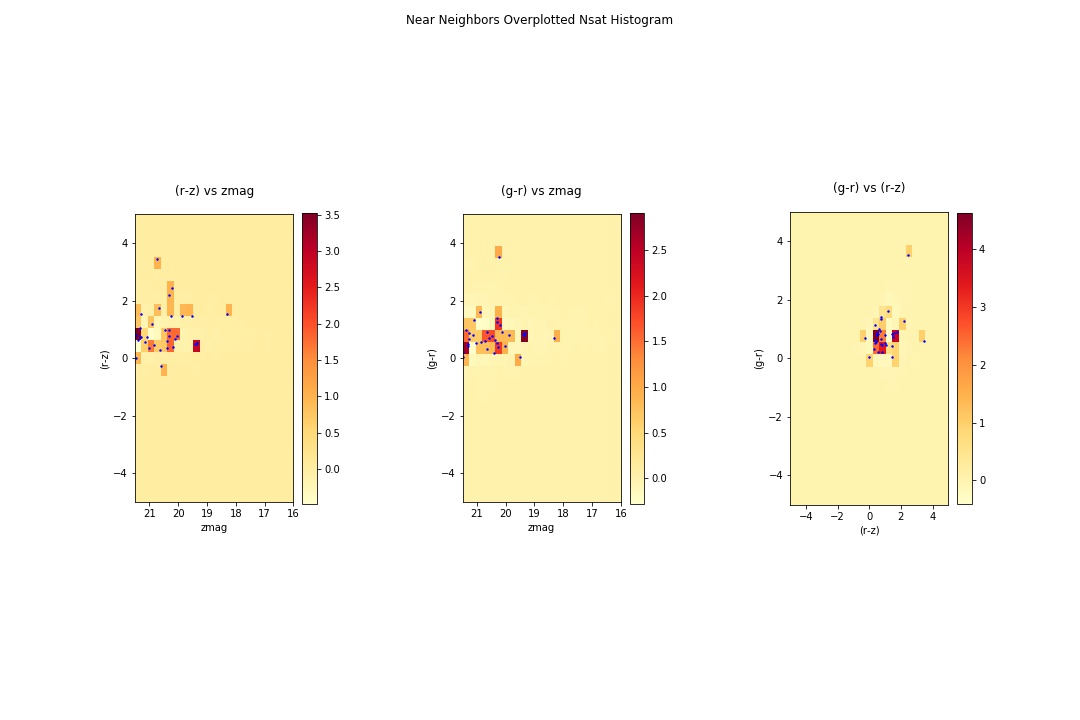 Near Neighbors Overplotted Nsat Histogram
(r-z) vs zmag
4
2
0
−2
−4
(r-z)
21 20 19 18 17 16
zmag
3.5
3.0
2.5
2.0
1.5
1.0
0.5
0.0
(g-r) vs zmag
4
2
0
−2
−4
(g-r)
21 20 19 18 17 16
zmag
2.5
2.0
1.5
1.0
0.5
0.0
(g-r) vs (r-z)
4
2
0
−2
−4
(g-r)
−4 −2 0 2 4
(r-z)
4
3
2
1
0